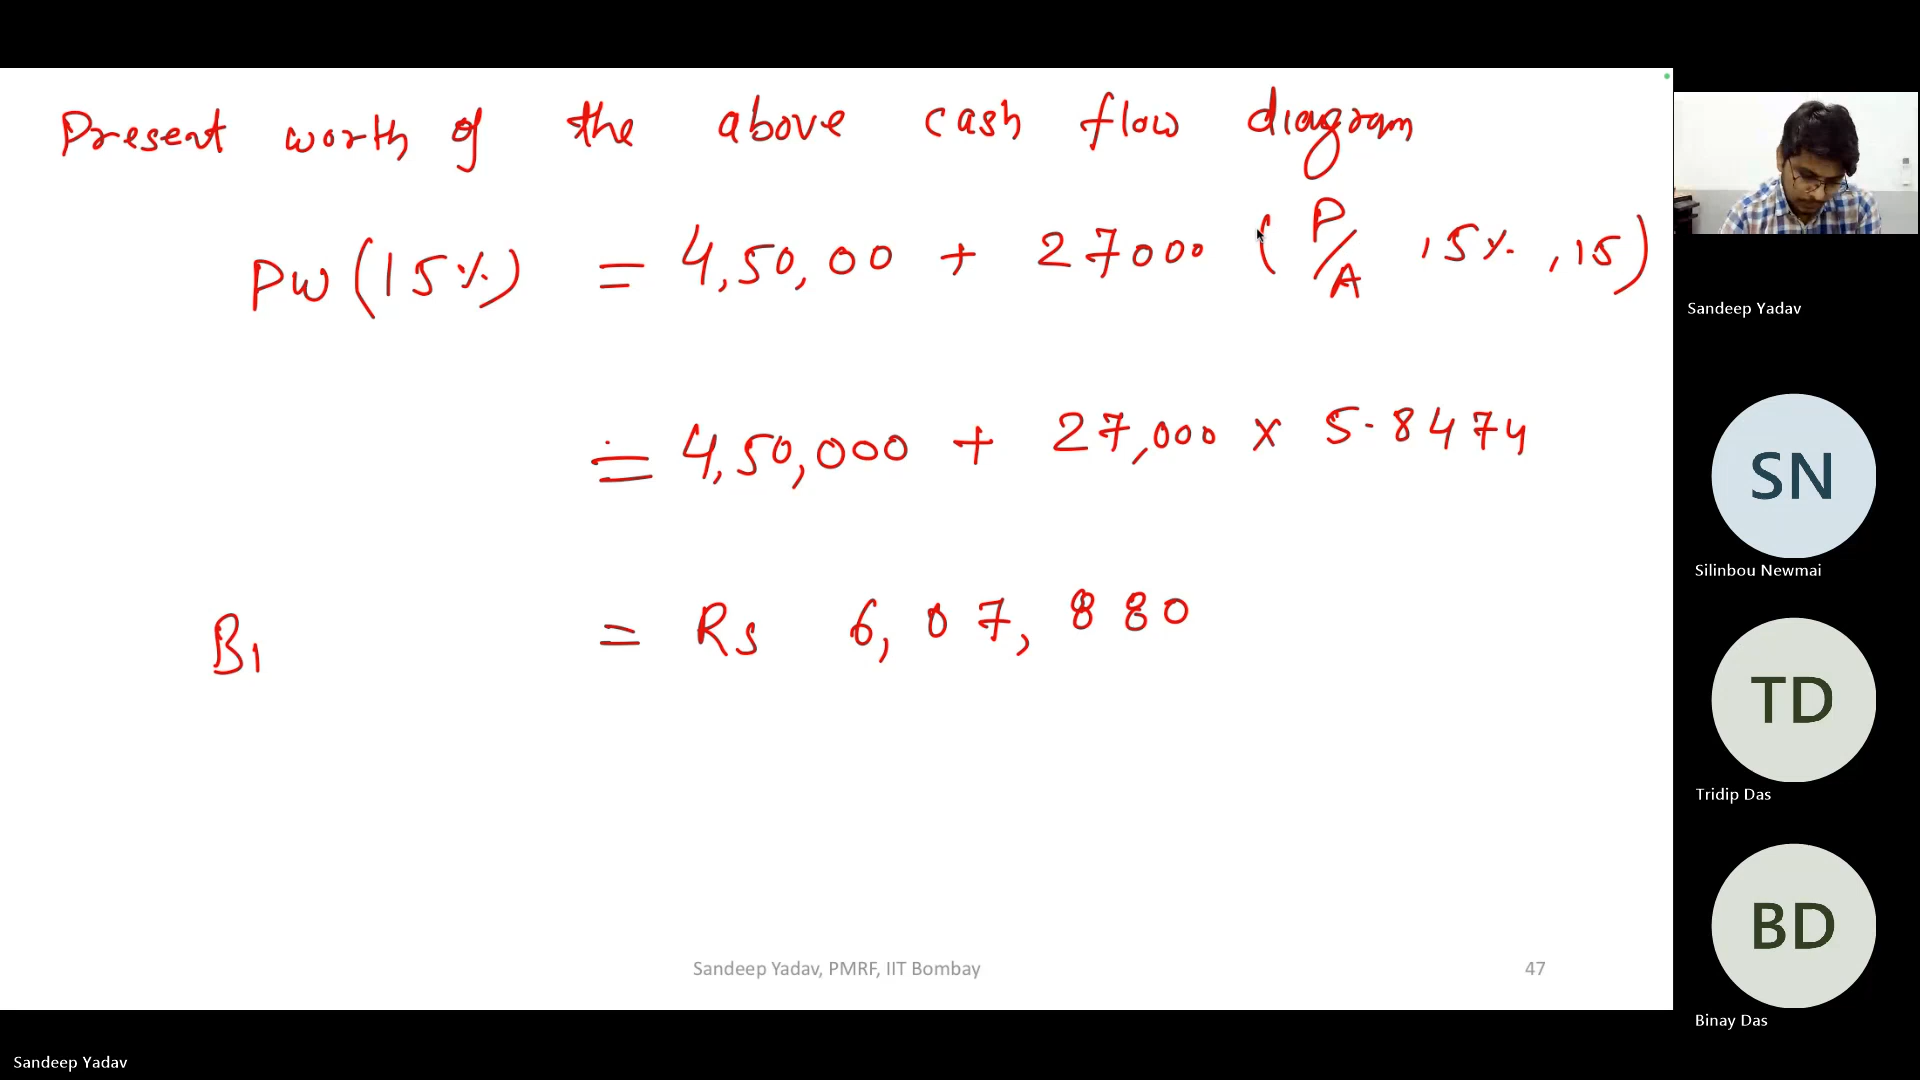 Present worth of the above cash flow diagram
PW (15%) = 4,50,00 + 27000 (P/A, 15%, 15)
= 4,50,000 + 27,000 x 5.8474
B1 = Rs 6,07,880
Sandeep Yadav, PMRF, IIT Bombay 47
Sandeep Yadav
SN
Silinbou Newmai
TD
Tridip Das
BD
Binay Das
Sandeep Yadav